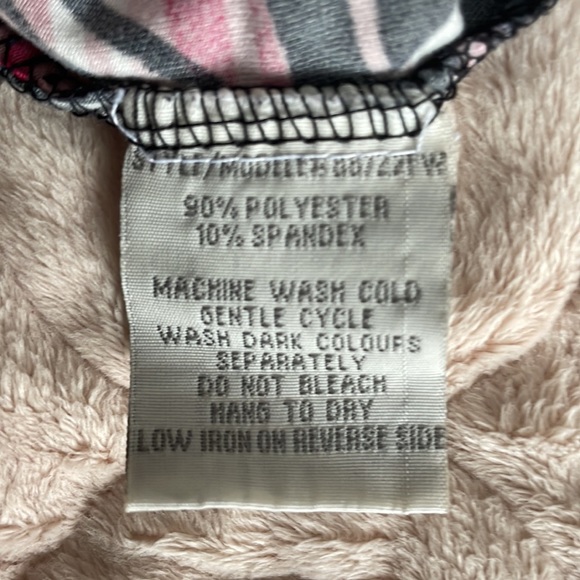 90% POLYESTER
10% SPANDEX
MACHINE WASH COLD
GENTLE CYCLE
WASH DARK COLOURS
SEPARATELY
DO NOT BLEACH
HANG TO DRY
LOW IRON ON REVERSE SIDE